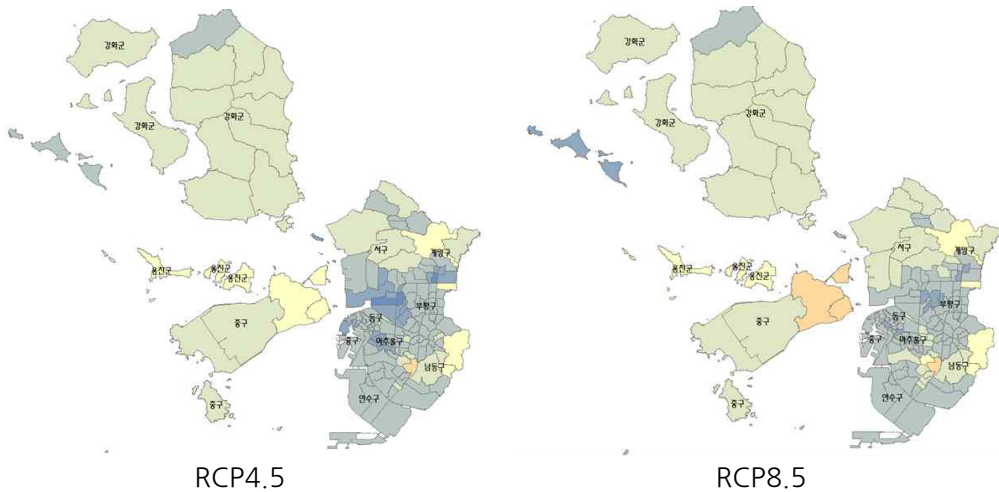 강화군
강화군
강화군
서구
계양구
옹진군
옹진군
옹진군
부평구
동구
중구
중구
미추홀구
남동구
연수구
중구
RCP4.5
강화군
강화군
강화군
서구
계양구
옹진군
옹진군
옹진군
부평구
동구
중구
중구
미추홀구
남동구
연수구
중구
RCP8.5